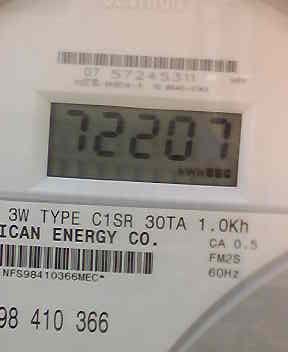 07 57245311
72207
3W TYPE C1SR 30TA 1.0Kh
ICAN ENERGY CO.
CA 0.5
FM2S
60Hz
NFS98410366MEC*
98 410 366